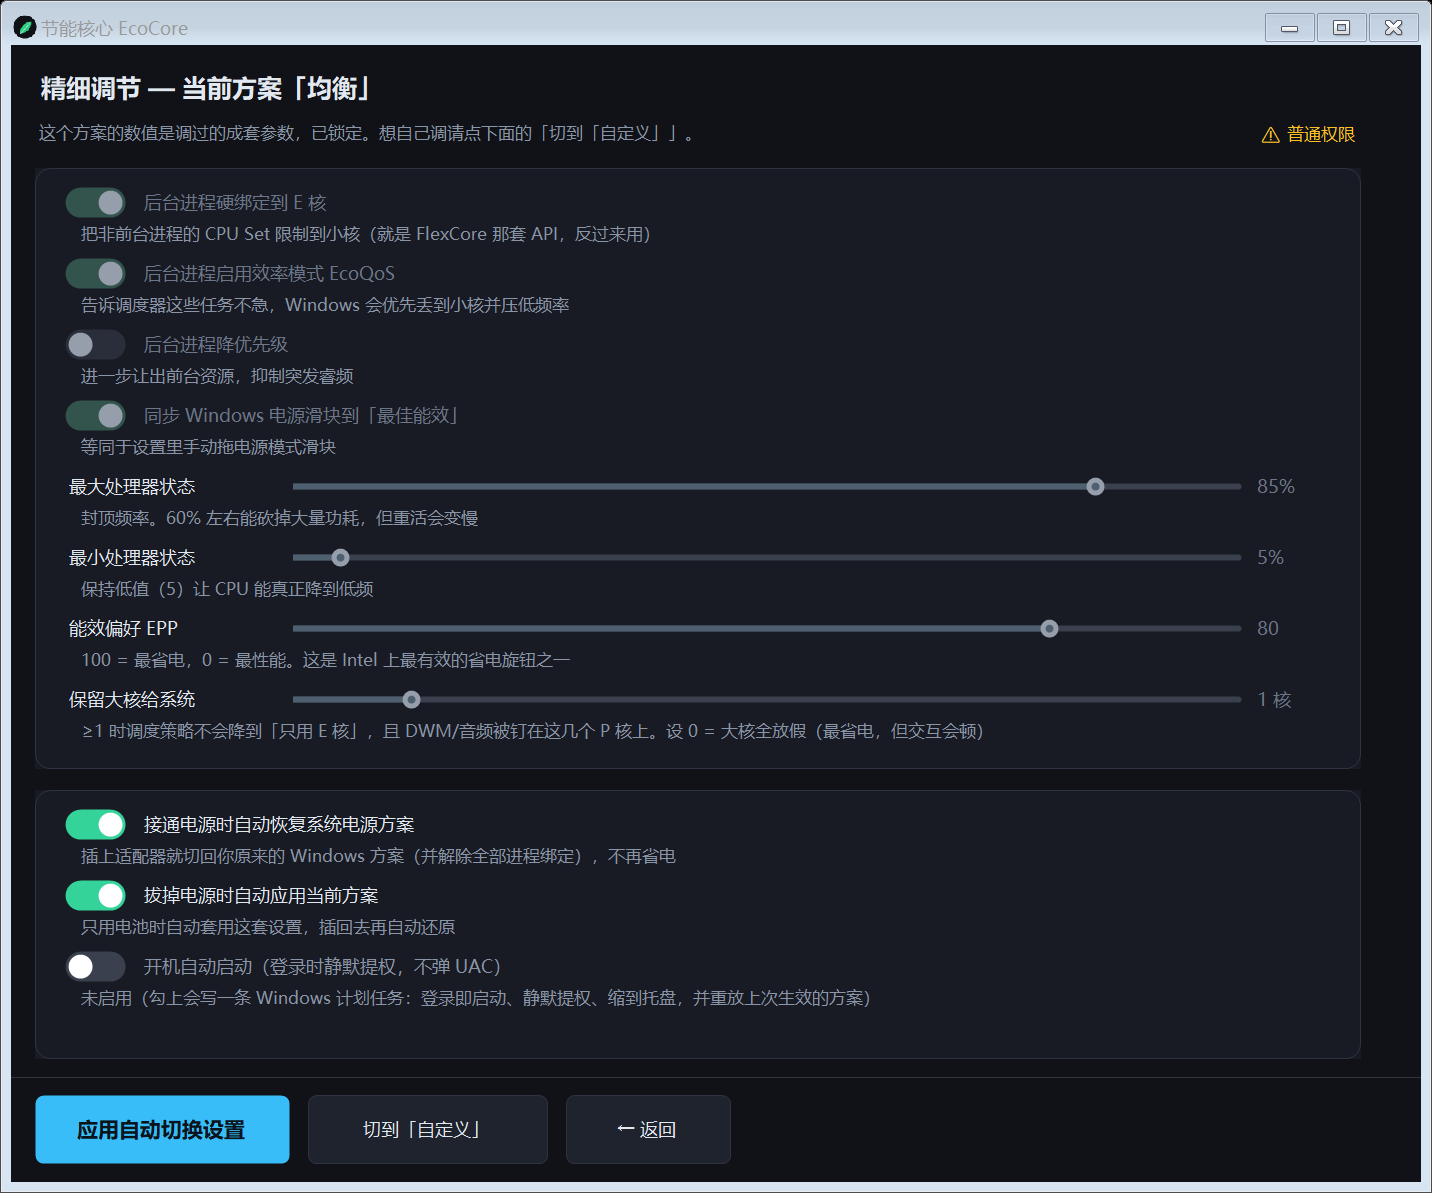 节能核心 EcoCore
精细调节 — 当前方案「均衡」
这个方案的数值是调过的成套参数，已锁定。想自己调请点下面的「切到「自定义」」。
普通权限
后台进程硬绑定到 E 核
把非前台进程的 CPU Set 限制到小核（就是 FlexCore 那套 API，反过来用）
后台进程启用效率模式 EcoQoS
告诉调度器这些任务不急，Windows 会优先丢到小核并压低频率
后台进程降优先级
进一步让出前台资源，抑制突发睿频
同步 Windows 电源滑块到「最佳能效」
等同于设置里手动拖电源模式滑块
最大处理器状态 85%
封顶频率。60% 左右能砍掉大量功耗，但重活会变慢
最小处理器状态 5%
保持低值（5）让 CPU 能真正降到低频
能效偏好 EPP 80
100 = 最省电，0 = 最性能。这是 Intel 上最有效的省电旋钮之一
保留大核给系统 1 核
≥1 时调度策略不会降到「只用 E 核」，且 DWM/音频被钉在这几个 P 核上。设 0 = 大核全放假（最省电，但交互会顿）
接通电源时自动恢复系统电源方案
插上适配器就切回你原来的 Windows 方案（并解除全部进程绑定），不再省电
拔掉电源时自动应用当前方案
只用电池时自动套用这套设置，插回去再自动还原
开机自动启动（登录时静默提权，不弹 UAC）
未启用（勾上会写一条 Windows 计划任务：登录即启动、静默提权、缩到托盘，并重放上次生效的方案）
应用自动切换设置
切到「自定义」
← 返回